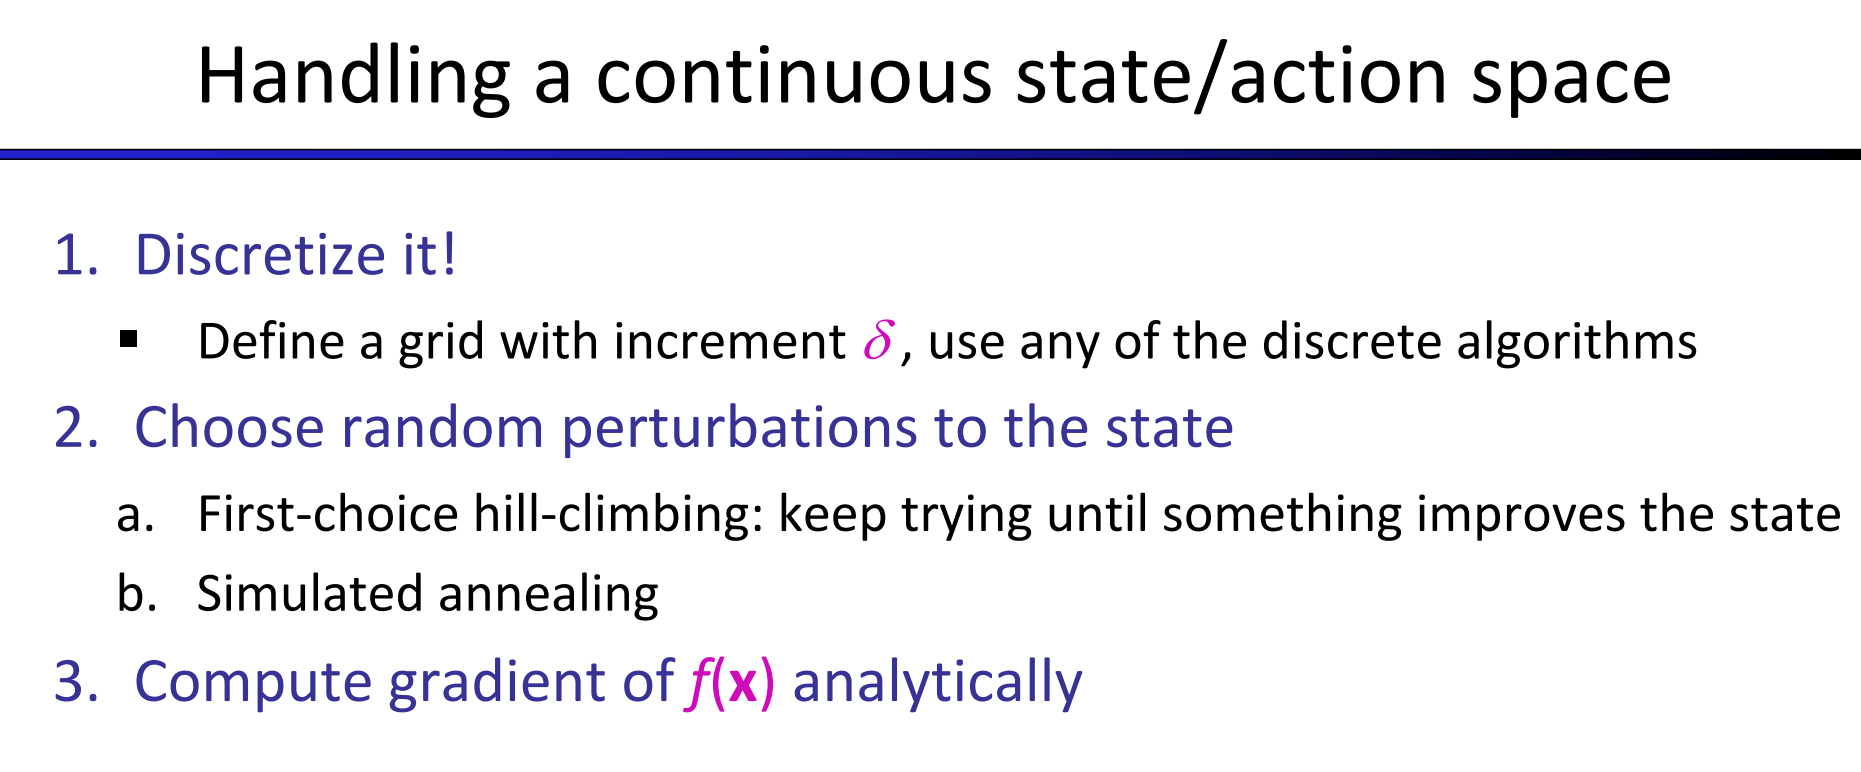 Handling a continuous state/action space
1. Discretize it!
▪ Define a grid with increment δ, use any of the discrete algorithms
2. Choose random perturbations to the state
a. First-choice hill-climbing: keep trying until something improves the state
b. Simulated annealing
3. Compute gradient of f(x) analytically